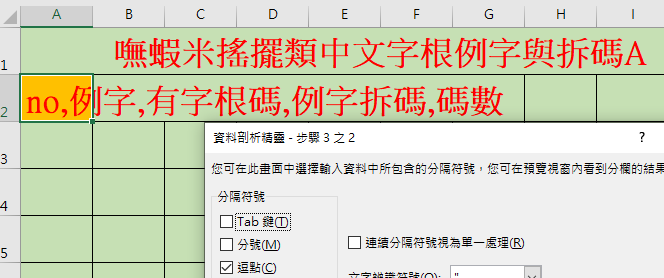 A B C D E F G H I
1 嘸蝦米搖擺類中文字根例字與拆碼A
2 no,例字,有字根碼,例字拆碼,碼數
資料剖析精靈 - 步驟 3 之 2 ?
3
您可在此畫面中選擇輸入資料中所包含的分隔符號，您可在預覽視窗內看到分欄的結果
分隔符號
4 Tab 鍵(T)
分號(M) 連續分隔符號視為單一處理(R)
5 逗點(C)
文字辨識符號(Q): "